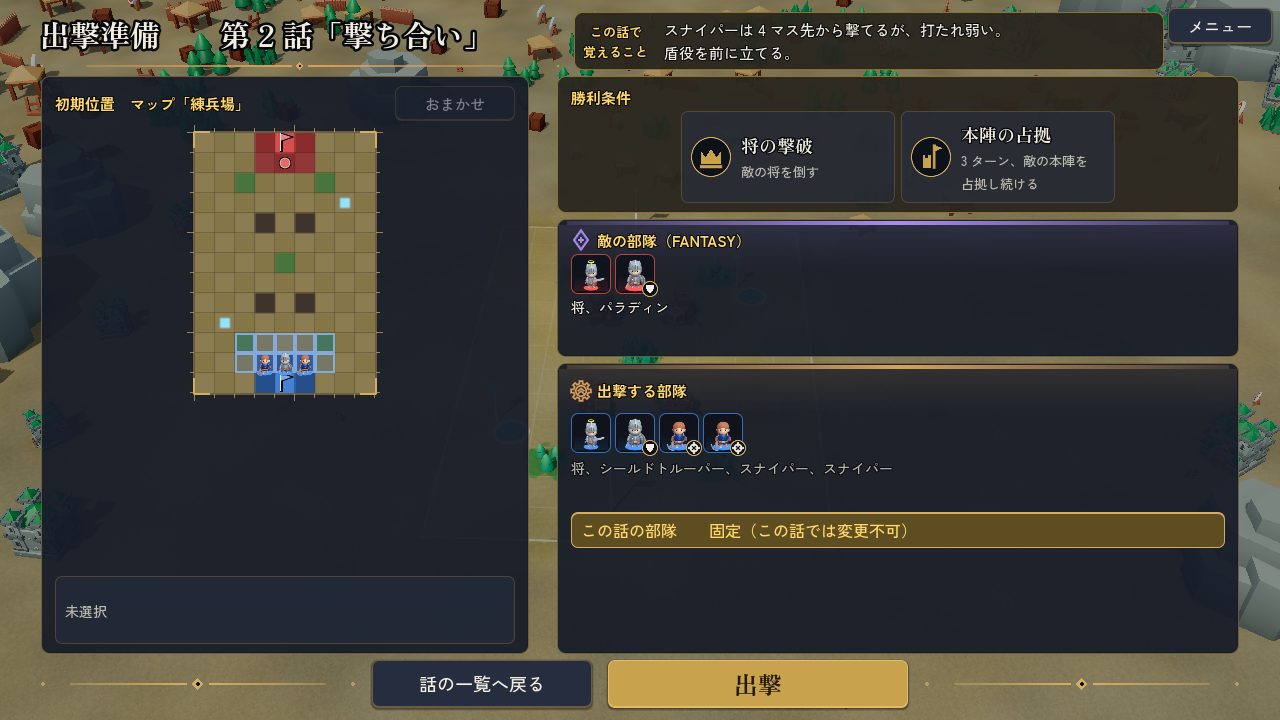 出撃準備　第２話「撃ち合い」
この話で
覚えること
スナイパーは４マス先から撃てるが、打たれ弱い。
盾役を前に立てる。
メニュー
初期位置　マップ「練兵場」
おまかせ
未選択
勝利条件
将の撃破
敵の将を倒す
本陣の占拠
3 ターン、敵の本陣を
占拠し続ける
敵の部隊（FANTASY）
将、パラディン
出撃する部隊
将、シールドトルーパー、スナイパー、スナイパー
この話の部隊　固定（この話では変更不可）
話の一覧へ戻る
出撃